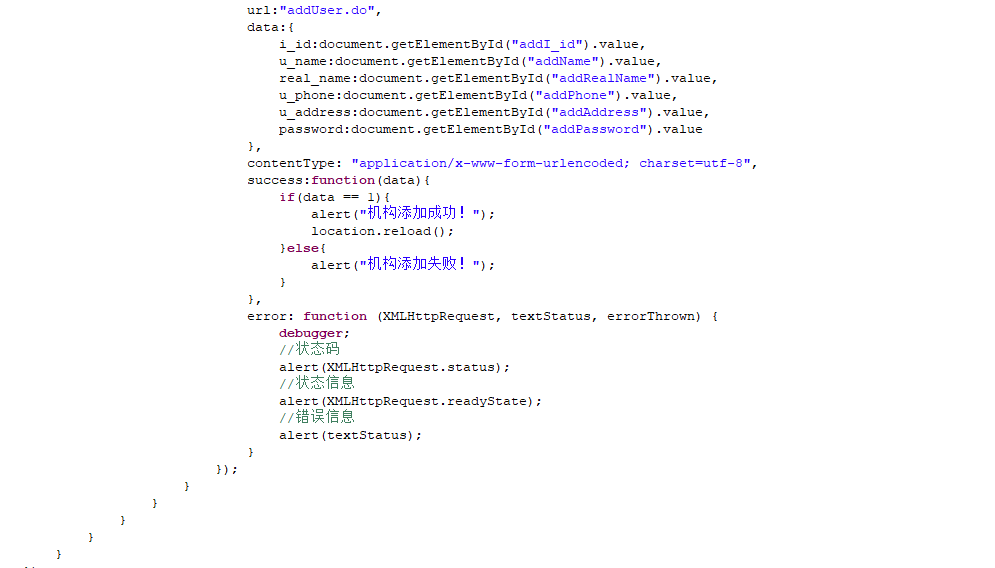 url:"addUser.do",
data:{
i_id:document.getElementById("addI_id").value,
u_name:document.getElementById("addName").value,
real_name:document.getElementById("addRealName").value,
u_phone:document.getElementById("addPhone").value,
u_address:document.getElementById("addAddress").value,
password:document.getElementById("addPassword").value
},
contentType: "application/x-www-form-urlencoded; charset=utf-8",
success:function(data){
if(data == 1){
alert("机构添加成功！");
location.reload();
}else{
alert("机构添加失败！");
}
},
error: function (XMLHttpRequest, textStatus, errorThrown) {
debugger;
//状态码
alert(XMLHttpRequest.status);
//状态信息
alert(XMLHttpRequest.readyState);
//错误信息
alert(textStatus);
}
});
}
}
}
}
}